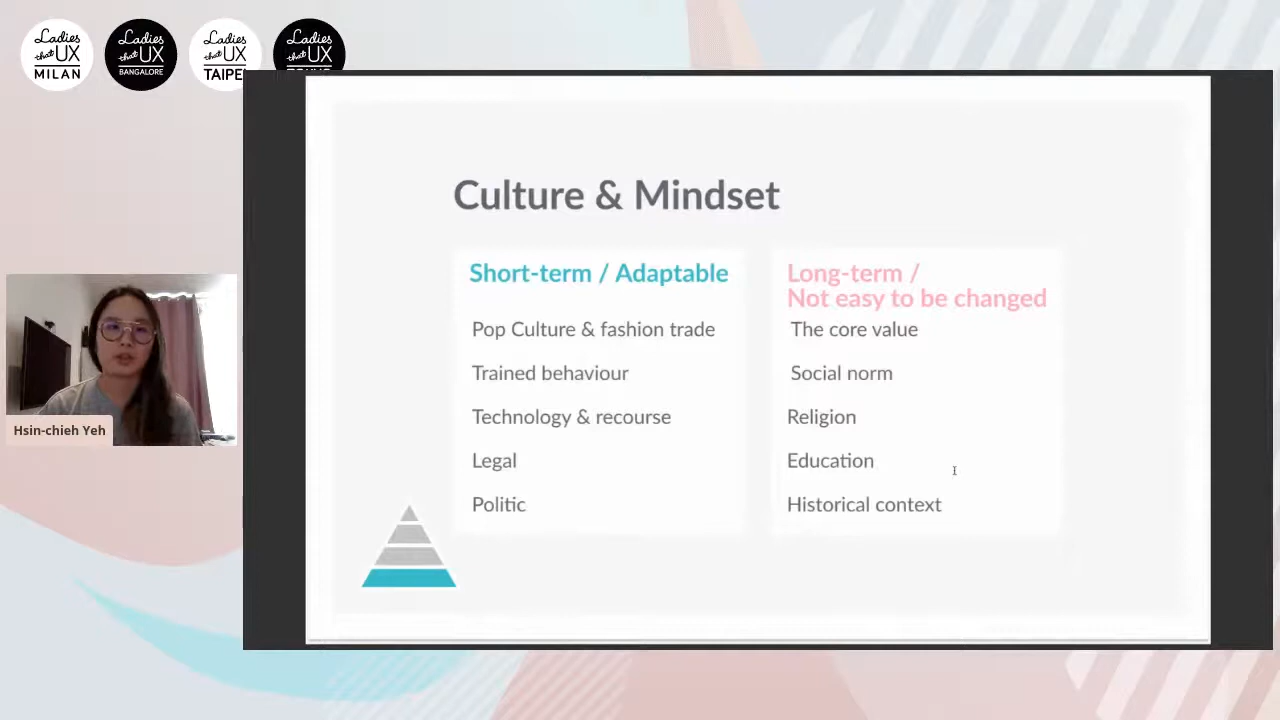 Ladies
that UX
MILAN
Ladies
that UX
BANGALORE
Ladies
that UX
TAIPE
Ladies
that UX
Culture & Mindset
Short-term / Adaptable
Pop Culture & fashion trade
Trained behaviour
Technology & recourse
Legal
Politic
Long-term /
Not easy to be changed
The core value
Social norm
Religion
Education
Historical context
Hsin-chieh Yeh